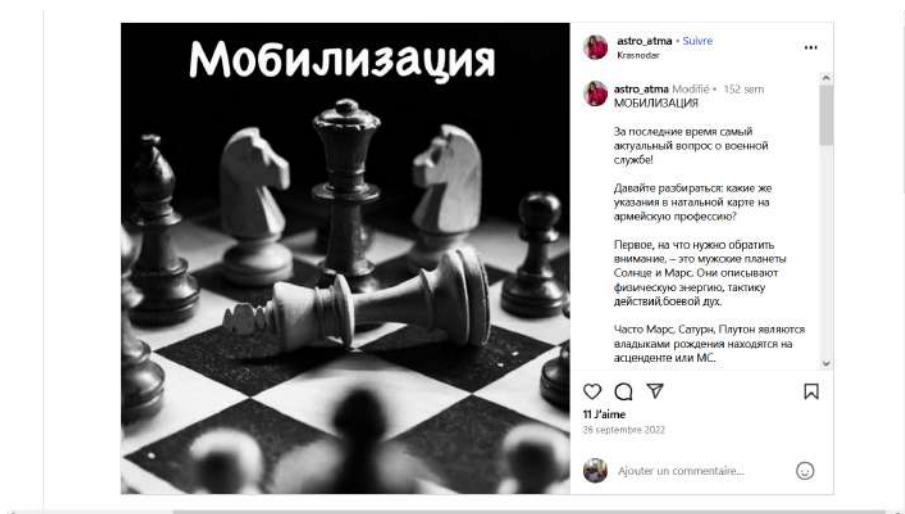 Мобилизация
astro_atma • Suivre
Krasnodar
astro_atma Modifié • 152 sem
МОБИЛИЗАЦИЯ
За последние время самый
актуальный вопрос о военной
службе!
Давайте разбираться: какие же
указания в натальной карте на
армейскую профессию?
Первое, на что нужно обратить
внимание, – это мужские планеты
Солнце и Марс. Они описывают
физическую энергию, тактику
действий,боевой дух.
Часто Марс, Сатурн, Плутон являются
владыками рождения находятся на
асценденте или МС.
11 J'aime
26 septembre 2022
Ajouter un commentaire...